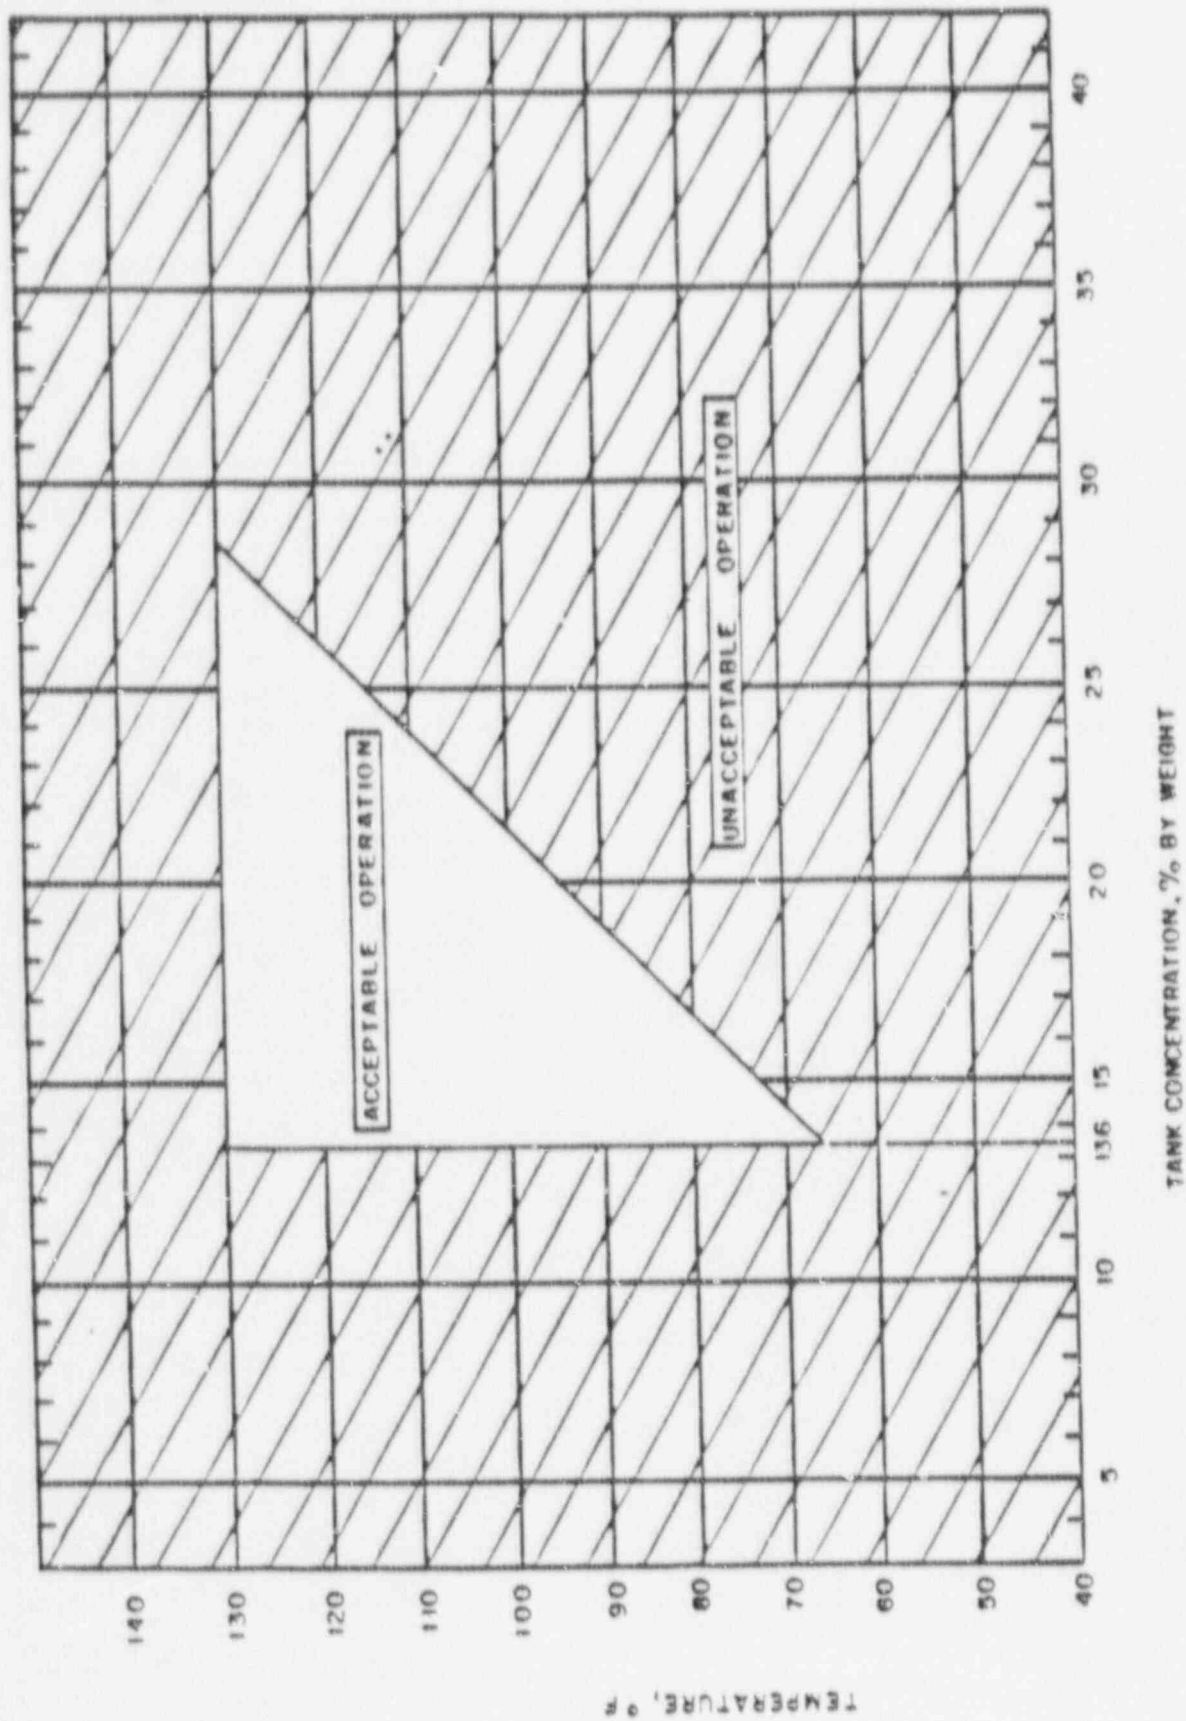 TEMPERATURE, °F
140
130
120
110
100
90
80
70
60
50
40
ACCEPTABLE OPERATION
UNACCEPTABLE OPERATION
5 10 13.6 15 20 25 30 35 40
TANK CONCENTRATION, % BY WEIGHT